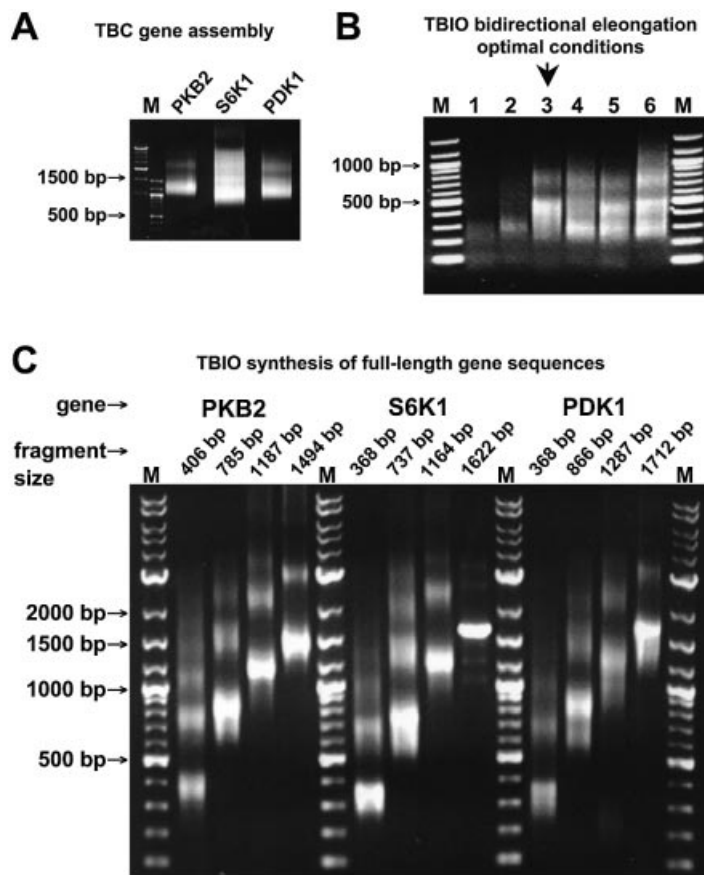 A
TBC gene assembly
M PKB2 S6K1 PDK1
1500 bp→
500 bp→
B
TBIO bidirectional eleongation
optimal conditions
M 1 2 3 4 5 6 M
1000 bp→
500 bp→
C
TBIO synthesis of full-length gene sequences
gene→ PKB2 S6K1 PDK1
fragment→ 406 bp 785 bp 1187 bp 1494 bp 368 bp 737 bp 1164 bp 1622 bp 368 bp 866 bp 1287 bp 1712 bp
size M M M M
2000 bp→
1500 bp→
1000 bp→
500 bp→